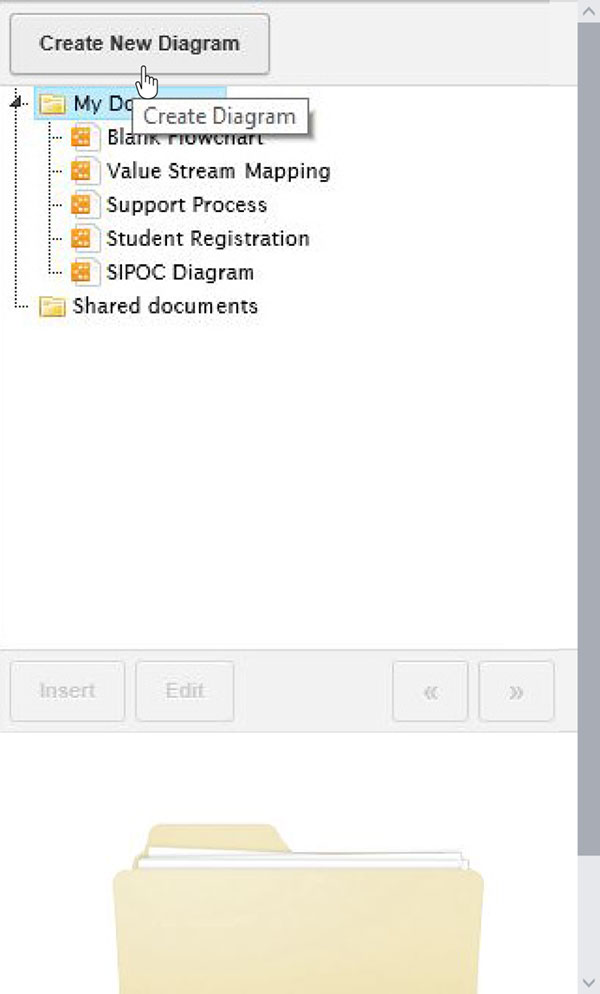 Create New Diagram
My Do
Create Diagram
Blank Flowchart
Value Stream Mapping
Support Process
Student Registration
SIPOC Diagram
Shared documents
Insert
Edit
«
»